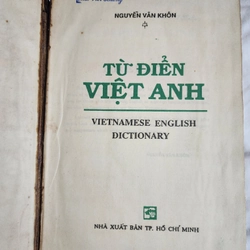 NGUYỄN VĂN KHÔN
TỪ ĐIỂN
VIỆT ANH
VIETNAMESE ENGLISH
DICTIONARY
NHÀ XUẤT BẢN TP. HỒ CHÍ MINH